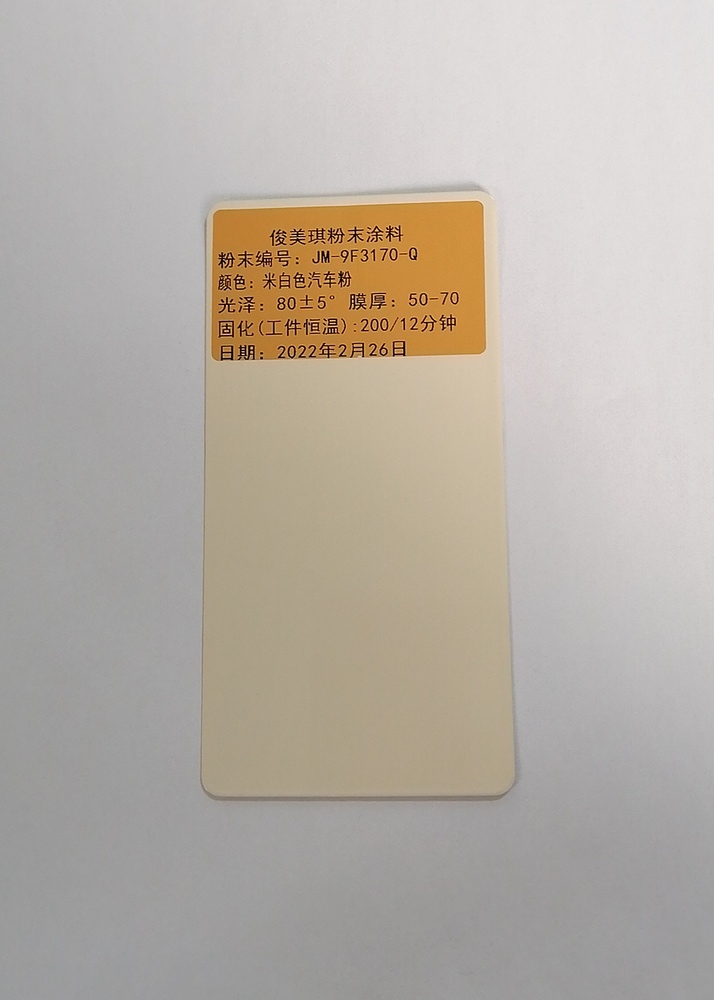 俊美琪粉末涂料
粉末编号：JM-9F3170-Q
颜色：米白色汽车粉
光泽：80±5° 膜厚：50-70
固化(工件恒温):200/12分钟
日期：2022年2月26日